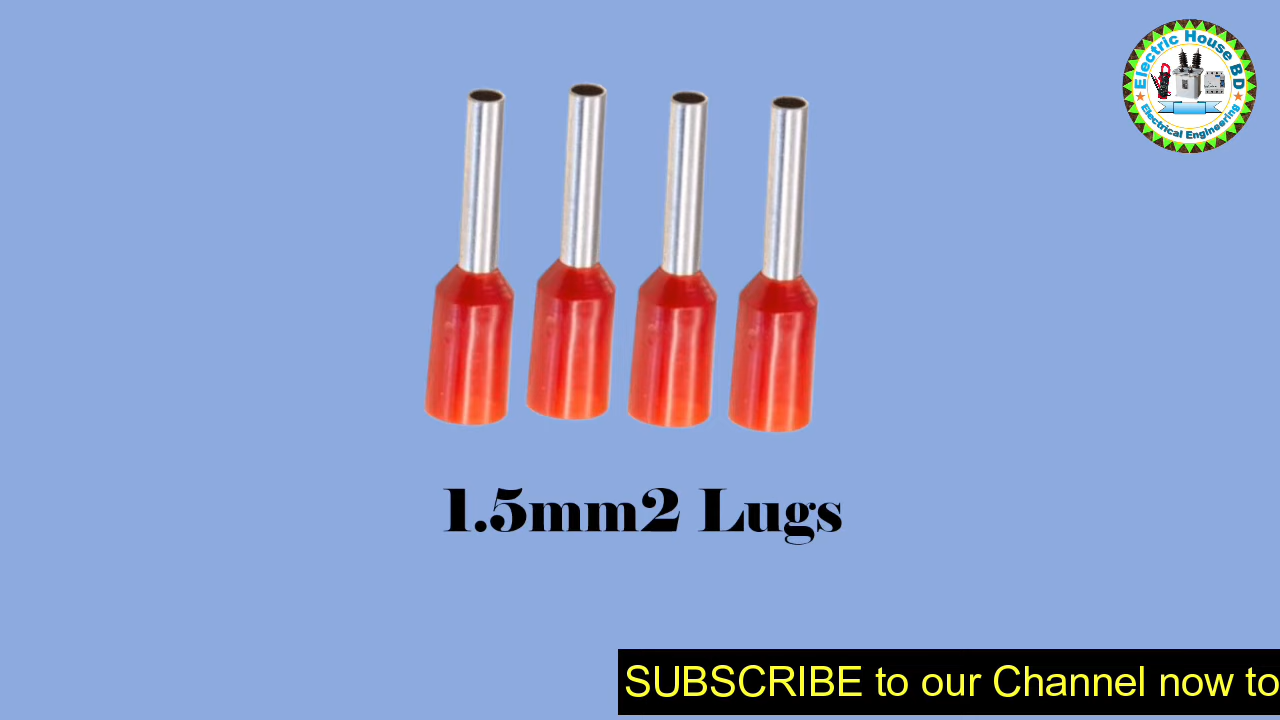 Electric House BD
Electrical Engineering
1.5mm2 Lugs
SUBSCRIBE to our Channel now to